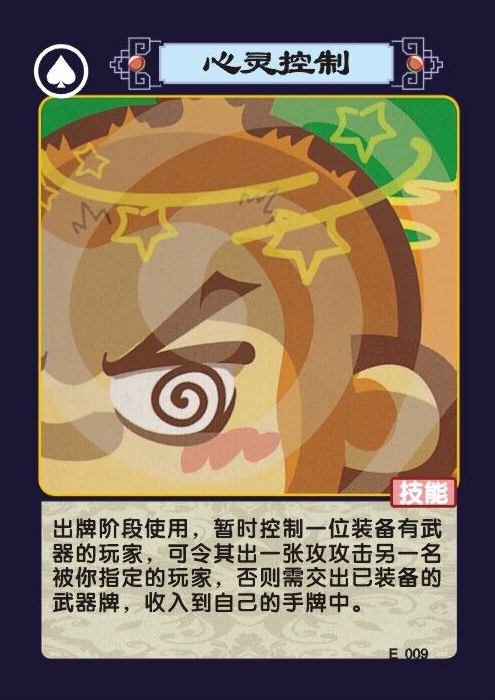 心灵控制
技能
出牌阶段使用，暂时控制一位装备有武
器的玩家，可令其出一张攻攻击另一名
被你指定的玩家，否则需交出已装备的
武器牌，收入到自己的手牌中。
E 009